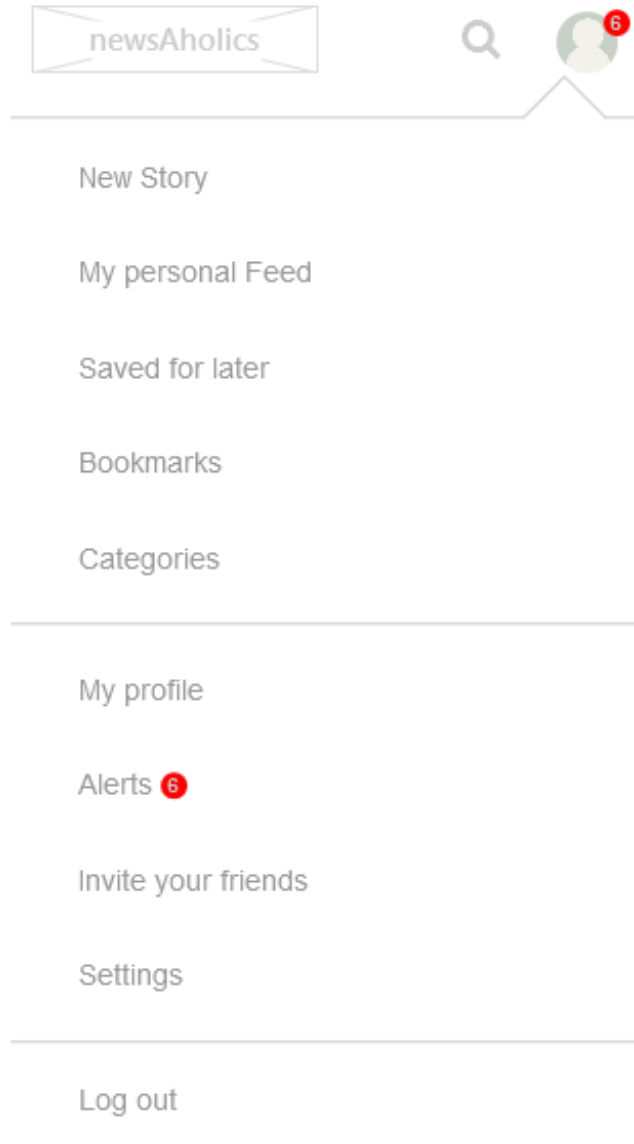 newsAholics
6
New Story
My personal Feed
Saved for later
Bookmarks
Categories
My profile
Alerts 6
Invite your friends
Settings
Log out